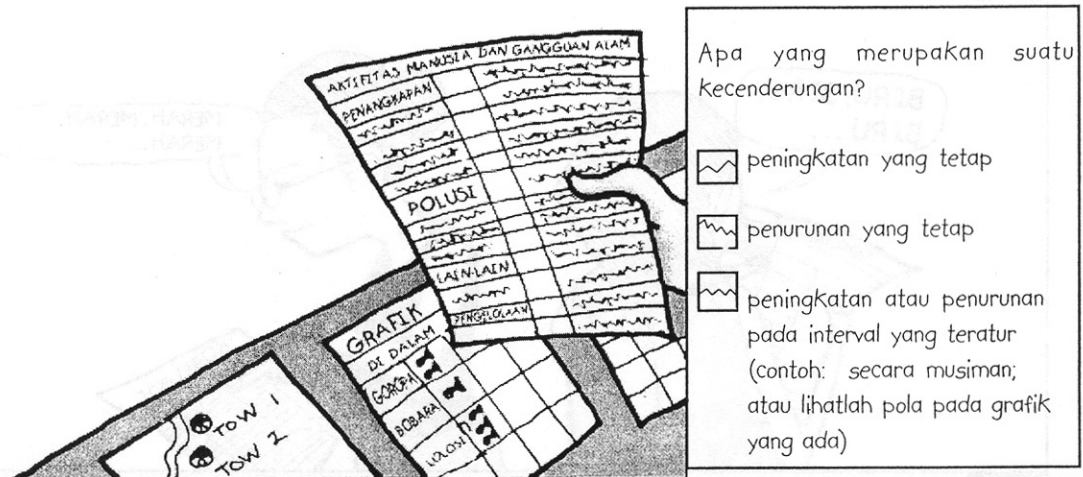 AKTIFITAS MANUSIA DAN GANGGUAN ALAM
PENANGKAPAN
POLUSI
LAIN-LAIN
PENGELOLAAN
GRAFIK
DI DALAM
GOROPA
BOBARA
LOLOSI
TOW 1
TOW 2
Apa yang merupakan suatu
kecenderungan?
peningkatan yang tetap
penurunan yang tetap
peningkatan atau penurunan
pada interval yang teratur
(contoh: secara musiman;
atau lihatlah pola pada grafik
yang ada)